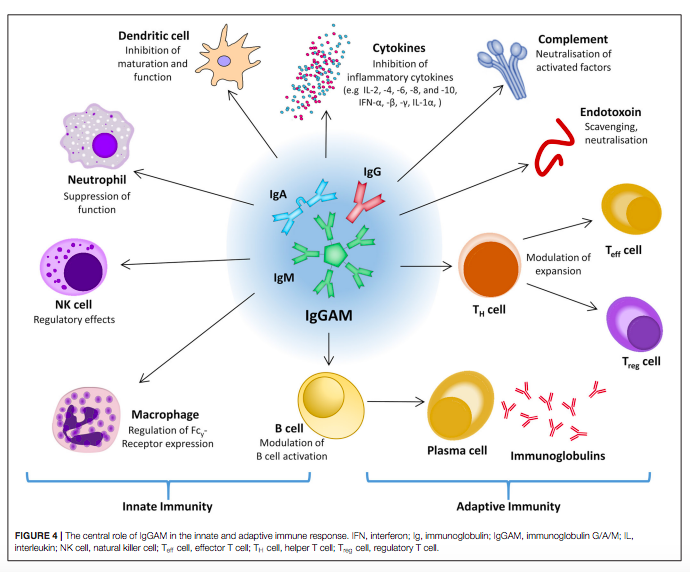 Dendritic cell
Inhibition of
maturation and
function
Cytokines
Inhibition of
inflammatory cytokines
(e.g IL-2, -4, -6, -8, and -10,
IFN-α, -β, -γ, IL-1α, )
Complement
Neutralisation of
activated factors
Endotoxoin
Scavenging,
neutralisation
Neutrophil
Suppression of
function
IgA
IgG
IgM
IgGAM
NK cell
Regulatory effects
TH cell
Modulation of
expansion
Teff cell
Treg cell
Macrophage
Regulation of Fcγ-
Receptor expression
B cell
Modulation of
B cell activation
Plasma cell
Immunoglobulins
Innate Immunity
Adaptive Immunity
FIGURE 4 | The central role of IgGAM in the innate and adaptive immune response. IFN, interferon; Ig, immunoglobulin; IgGAM, immunoglobulin G/A/M; IL,
interleukin; NK cell, natural killer cell; Teff cell, effector T cell; TH cell, helper T cell; Treg cell, regulatory T cell.